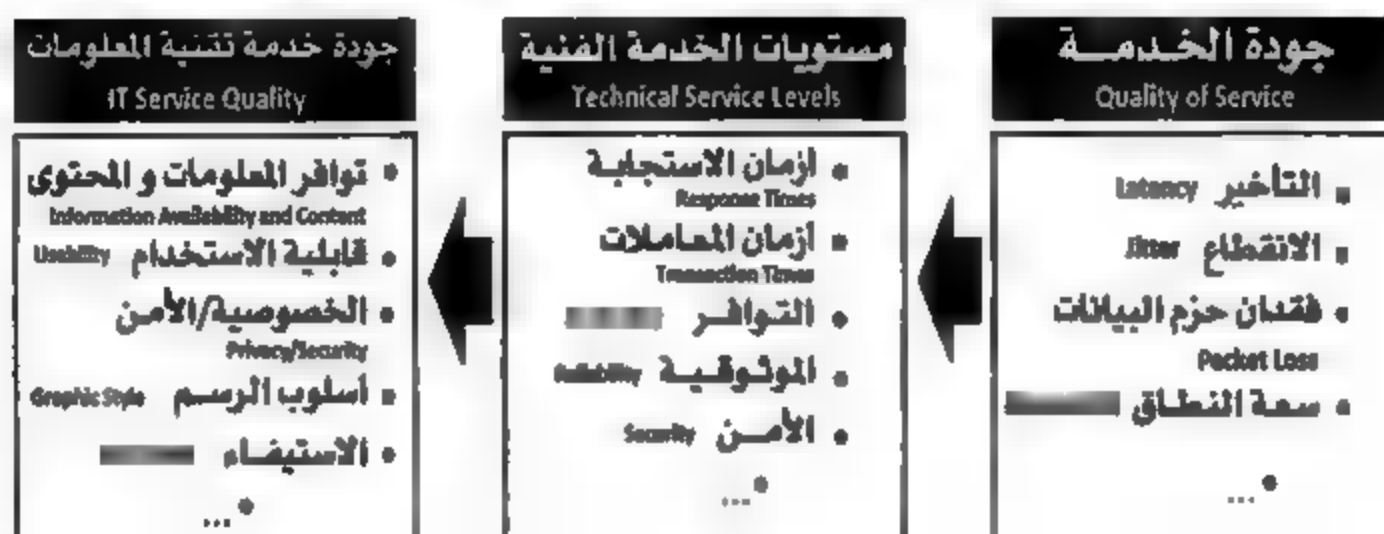 جودة الخدمــة
Quality of Service
التأخير Latency
الانقطاع Jitter
فقدان حزم البيانات
Packet Loss
سعة النطاق
...
مستويات الخدمة الفنية
Technical Service Levels
أزمان الاستجابة
Response Times
أزمان المعاملات
Transaction Times
التوافر
الموثوقية Reliability
الأمن Security
...
جودة خدمة تقنية المعلومات
IT Service Quality
توافر المعلومات و المحتوى
Information Availability and Content
قابلية الاستخدام Usability
الخصوصية/الأمن
Privacy/Security
أسلوب الرسم Graphic Style
الاستيفاء
...